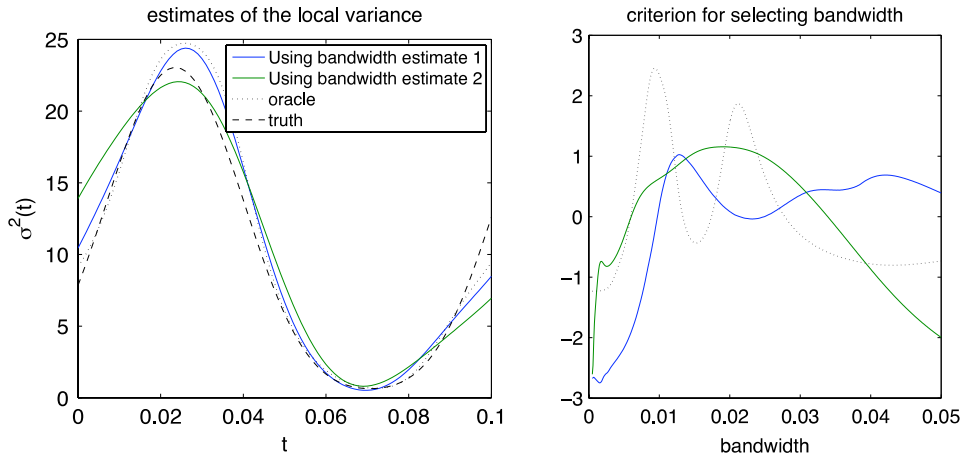 estimates of the local variance
25
20
15
10
5
0
σ²(t)
0
0.02
0.04
0.06
0.08
0.1
t
Using bandwidth estimate 1
Using bandwidth estimate 2
oracle
truth
criterion for selecting bandwidth
3
2
1
0
−1
−2
−3
0
0.01
0.02
0.03
0.04
0.05
bandwidth